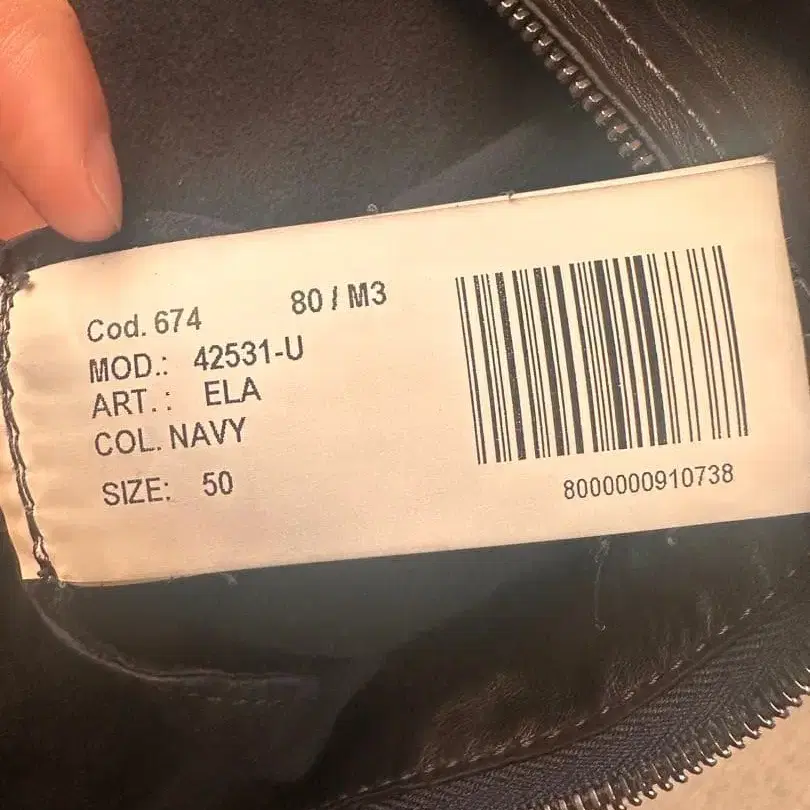 Cod. 674 80 / M3
MOD.: 42531-U
ART. : ELA
COL. NAVY
SIZE: 50
8000000910738